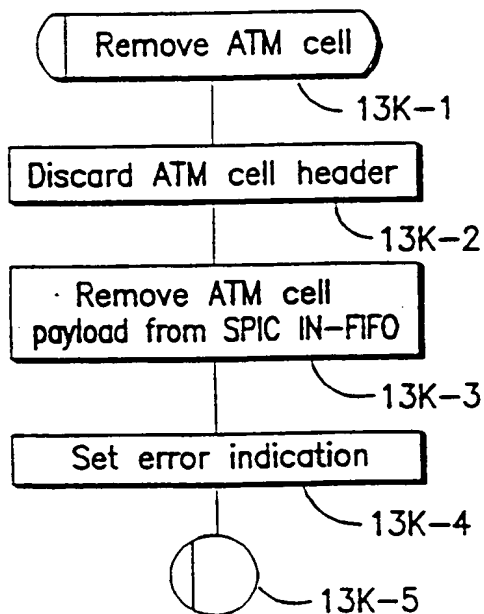 Remove ATM cell
13K-1
Discard ATM cell header
13K-2
Remove ATM cell
payload from SPIC IN-FIFO
13K-3
Set error indication
13K-4
13K-5